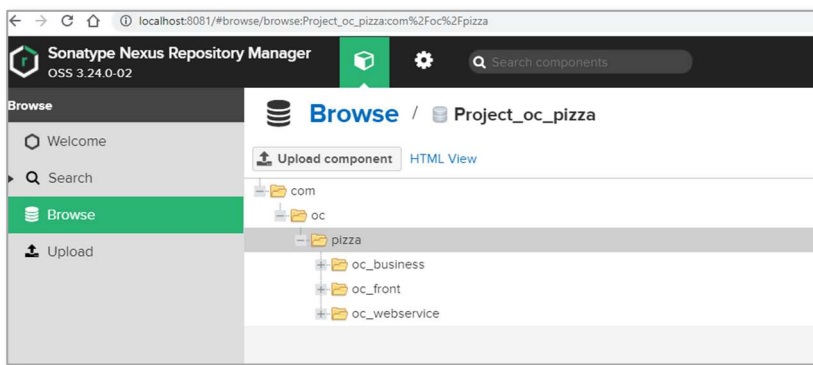 localhost:8081/#browse/browse:Project_oc_pizza:com%2Foc%2Fpizza
Sonatype Nexus Repository Manager
OSS 3.24.0-02
Search components
Browse
Browse / Project_oc_pizza
Welcome
Upload component HTML View
Search
com
Browse
oc
pizza
Upload
oc_business
oc_front
oc_webservice